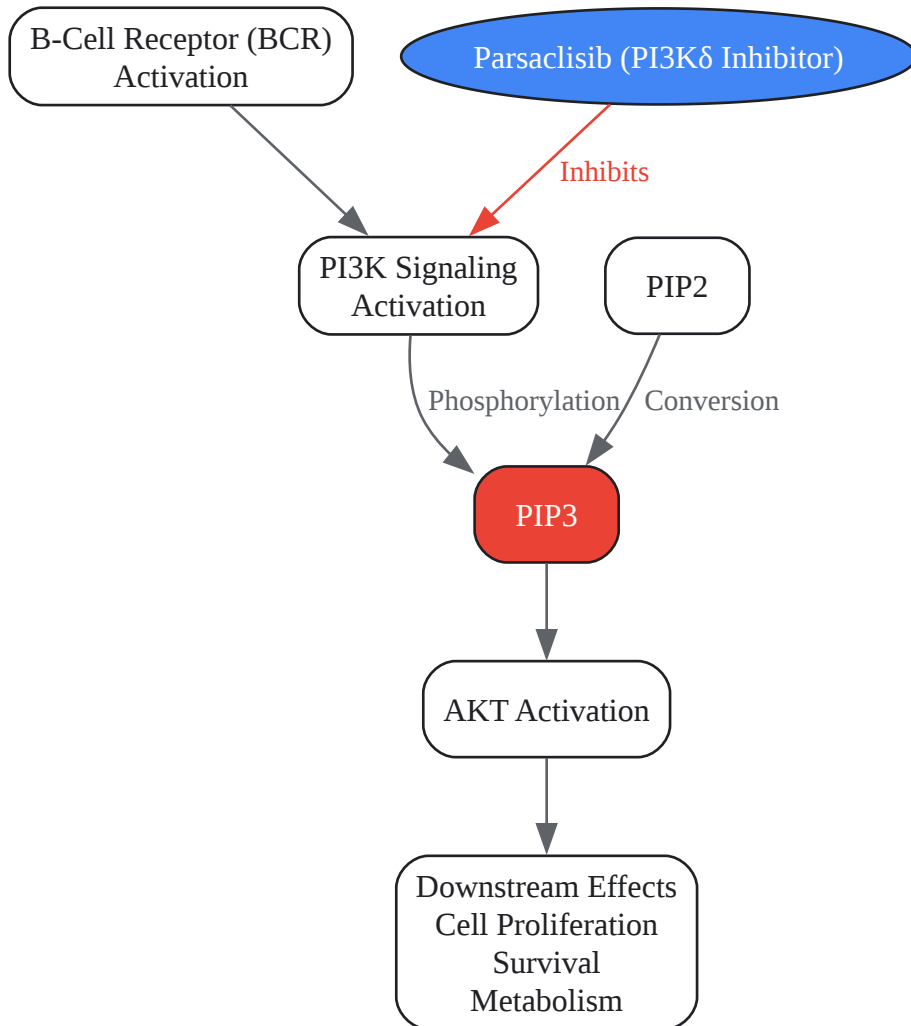 B-Cell Receptor (BCR)
Activation
Parsaclisib (PI3Kδ Inhibitor)
Inhibits
PI3K Signaling
Activation
PIP2
Phosphorylation
Conversion
PIP3
AKT Activation
Downstream Effects
Cell Proliferation
Survival
Metabolism